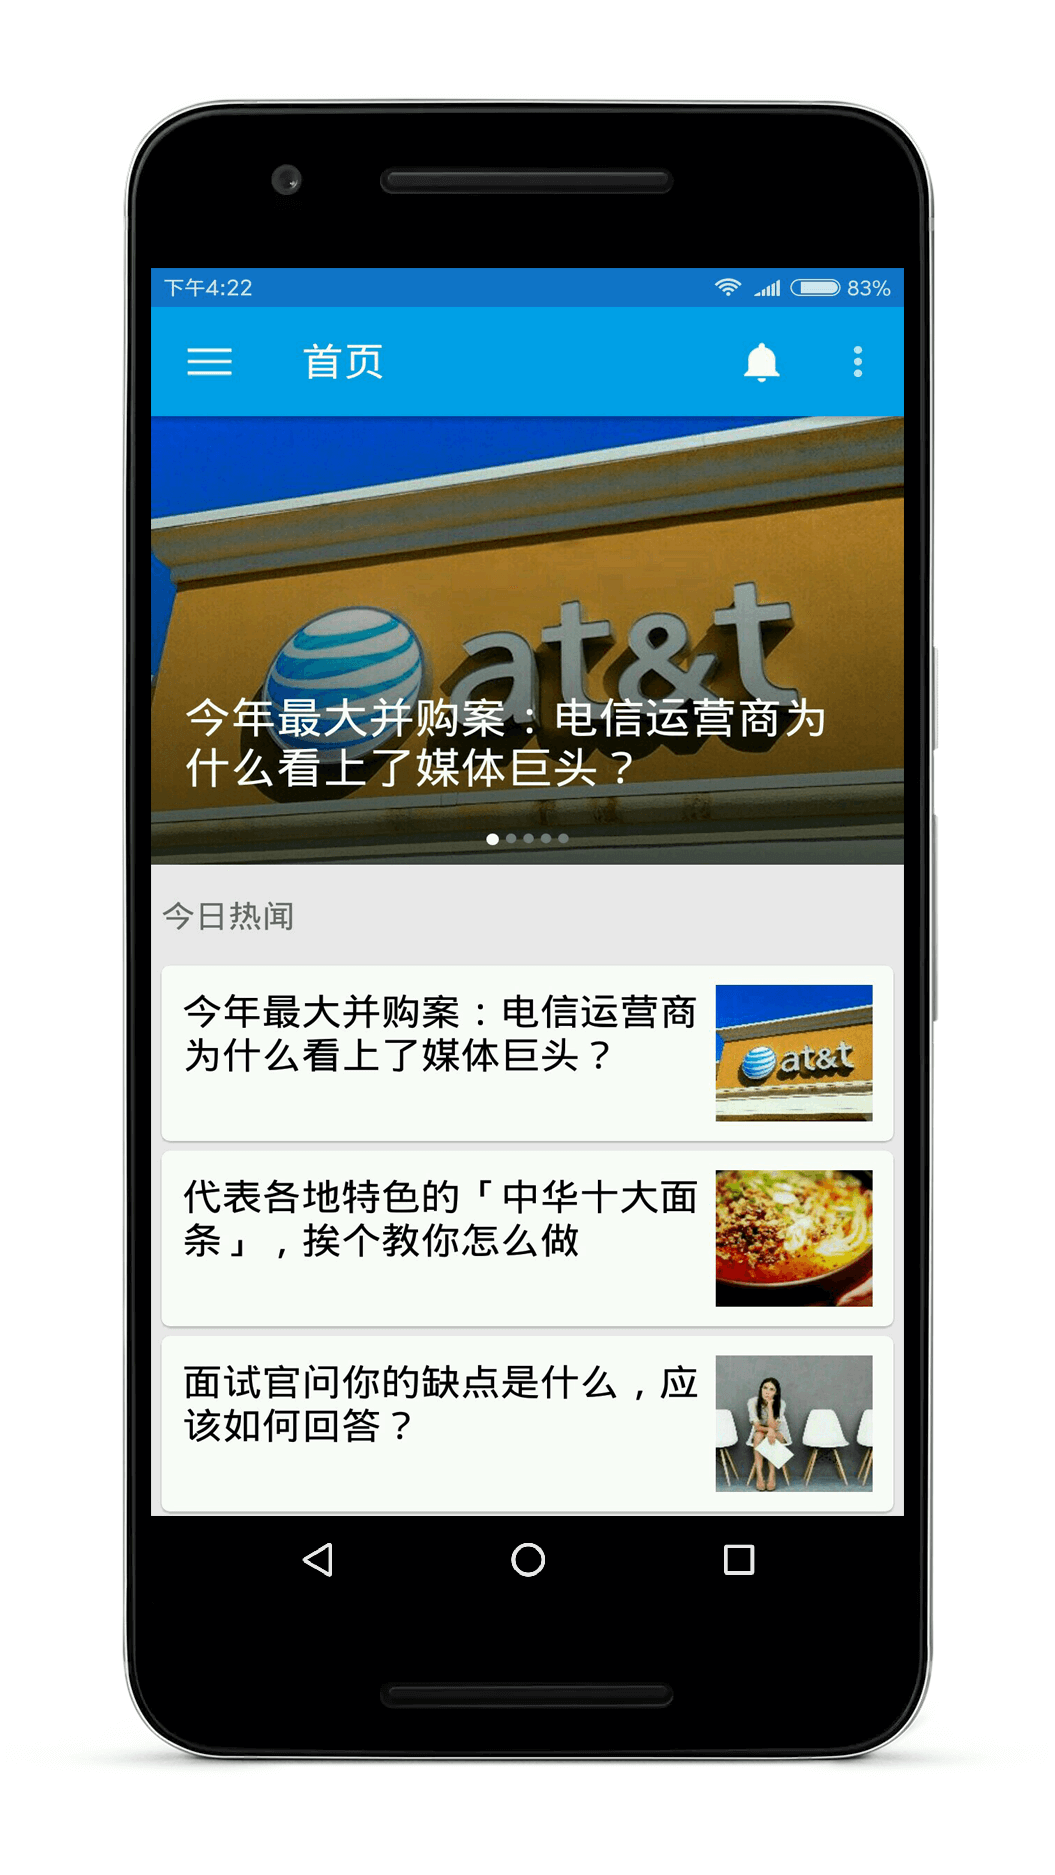 下午4:22
83%
首页
at&t
今年最大并购案：电信运营商为
什么看上了媒体巨头？
今日热闻
今年最大并购案：电信运营商
为什么看上了媒体巨头？
at&t
代表各地特色的「中华十大面
条」，挨个教你怎么做
面试官问你的缺点是什么，应
该如何回答？